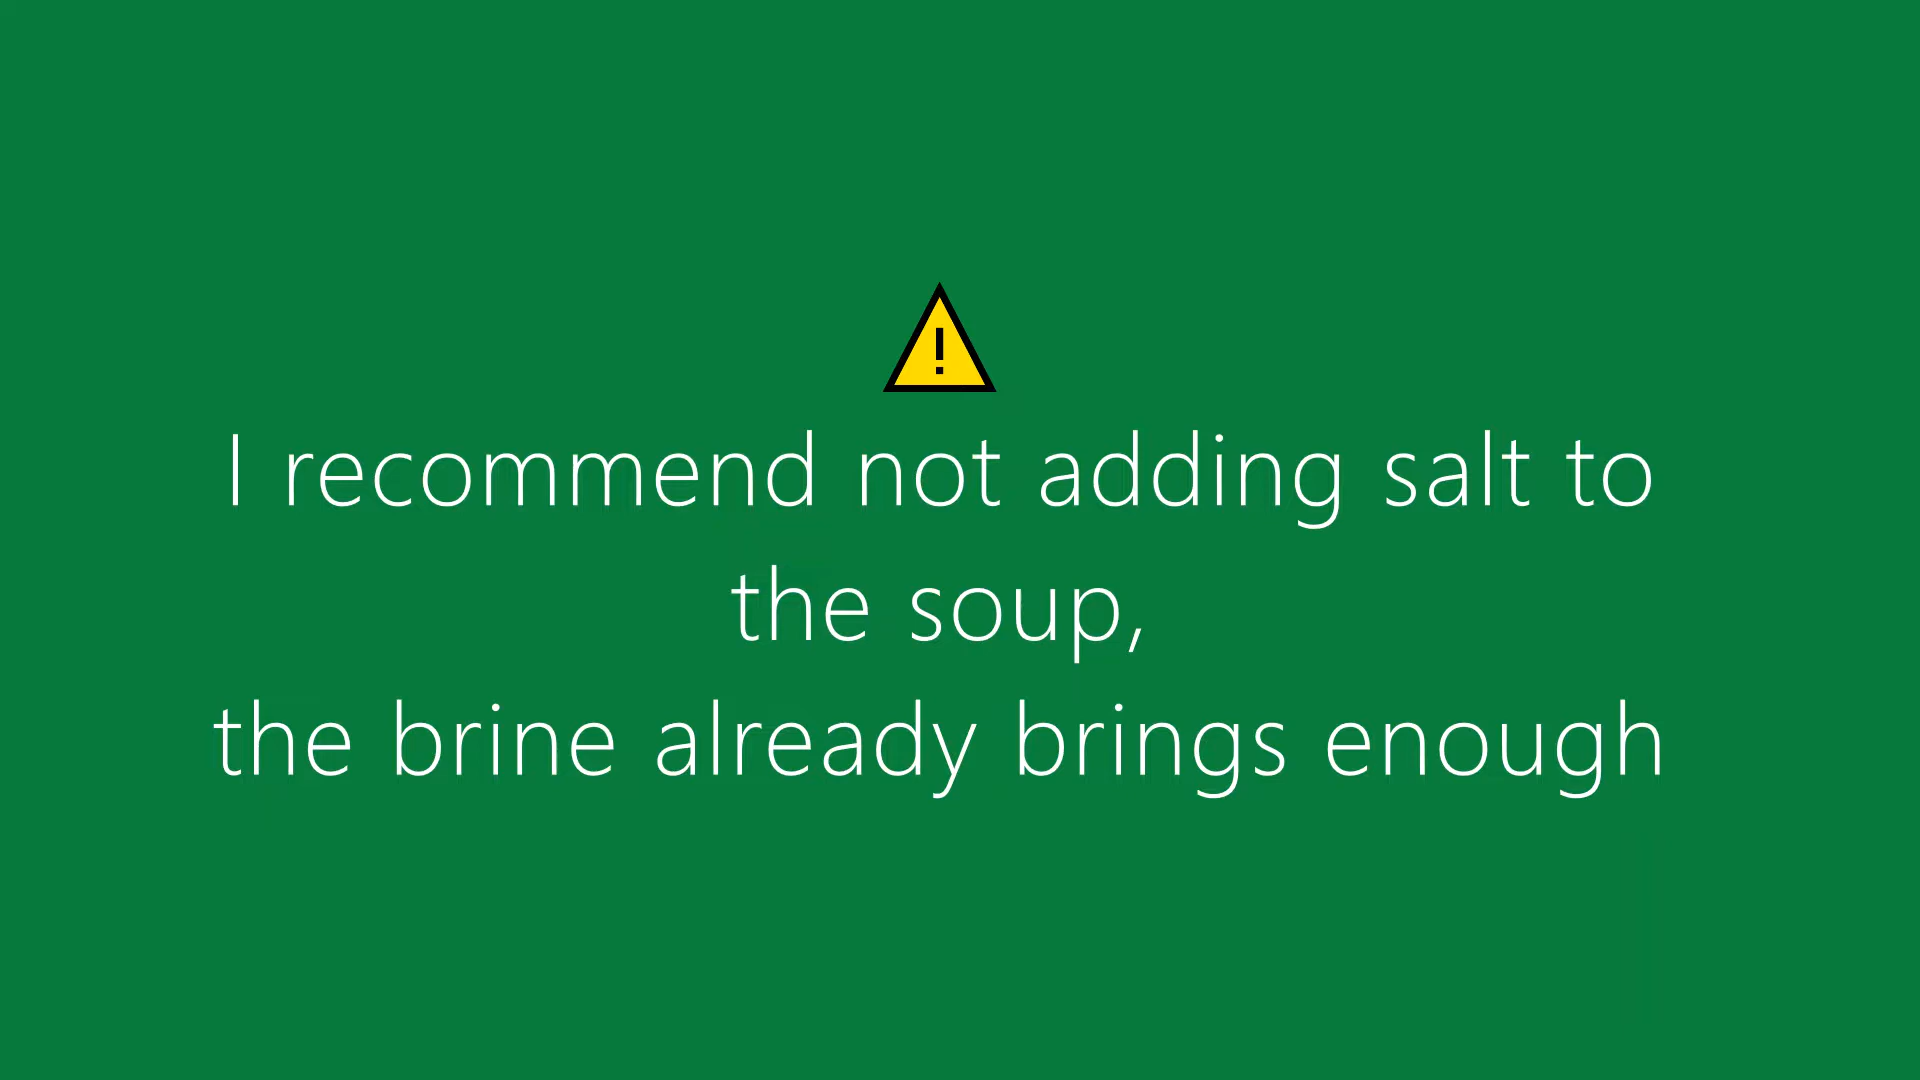 I recommend not adding salt to
the soup,
the brine already brings enough